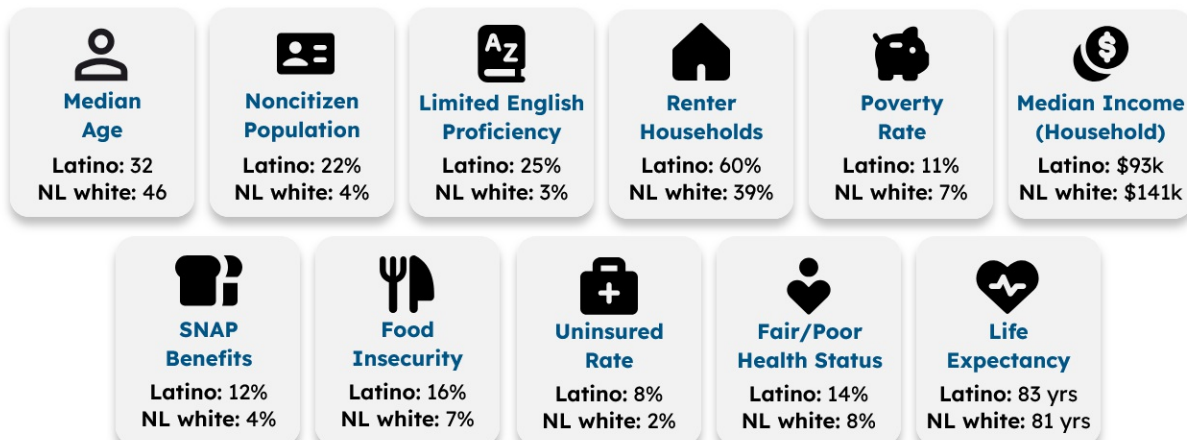 Median
Age
Latino: 32
NL white: 46
Noncitizen
Population
Latino: 22%
NL white: 4%
A Z
Limited English
Proficiency
Latino: 25%
NL white: 3%
Renter
Households
Latino: 60%
NL white: 39%
Poverty
Rate
Latino: 11%
NL white: 7%
$
Median Income
(Household)
Latino: $93k
NL white: $141k
SNAP
Benefits
Latino: 12%
NL white: 4%
Food
Insecurity
Latino: 16%
NL white: 7%
Uninsured
Rate
Latino: 8%
NL white: 2%
Fair/Poor
Health Status
Latino: 14%
NL white: 8%
Life
Expectancy
Latino: 83 yrs
NL white: 81 yrs